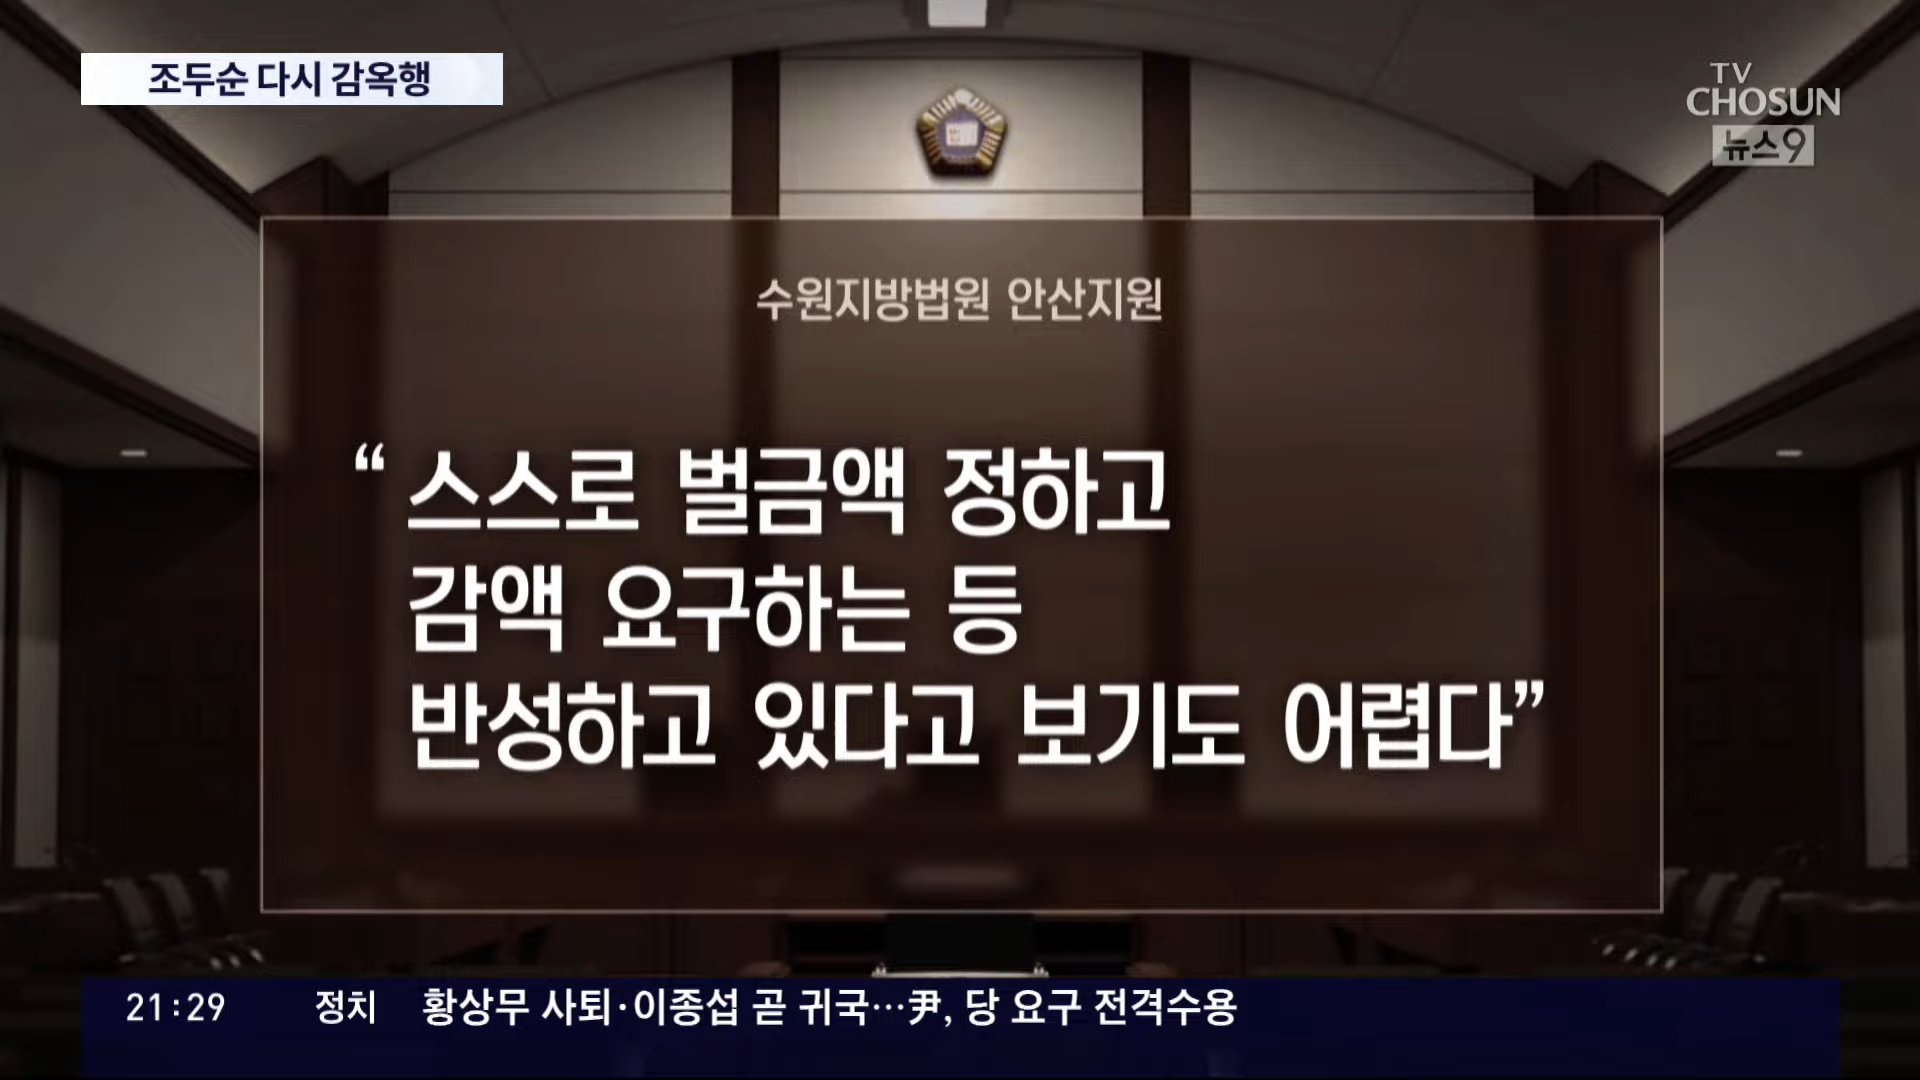 조두순 다시 감옥행
TV
CHOSUN
뉴스9
수원지방법원 안산지원
“ 스스로 벌금액 정하고
감액 요구하는 등
반성하고 있다고 보기도 어렵다”
21:29 정치 황상무 사퇴·이종섭 곧 귀국…尹, 당 요구 전격수용